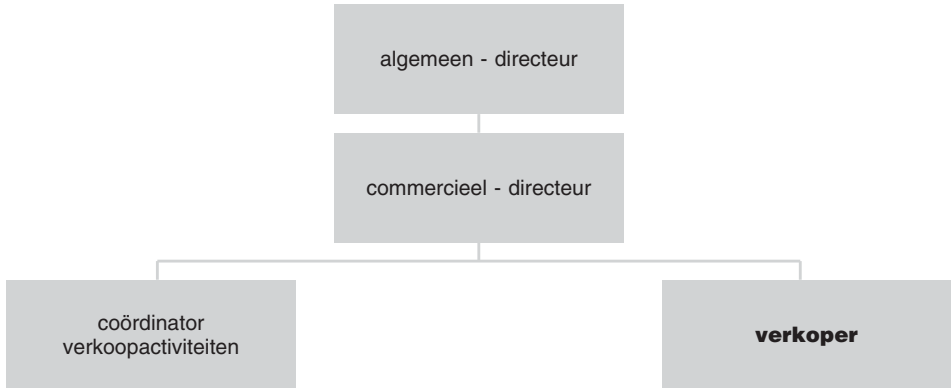 algemeen - directeur
commercieel - directeur
coördinator
verkoopactiviteiten
verkoper